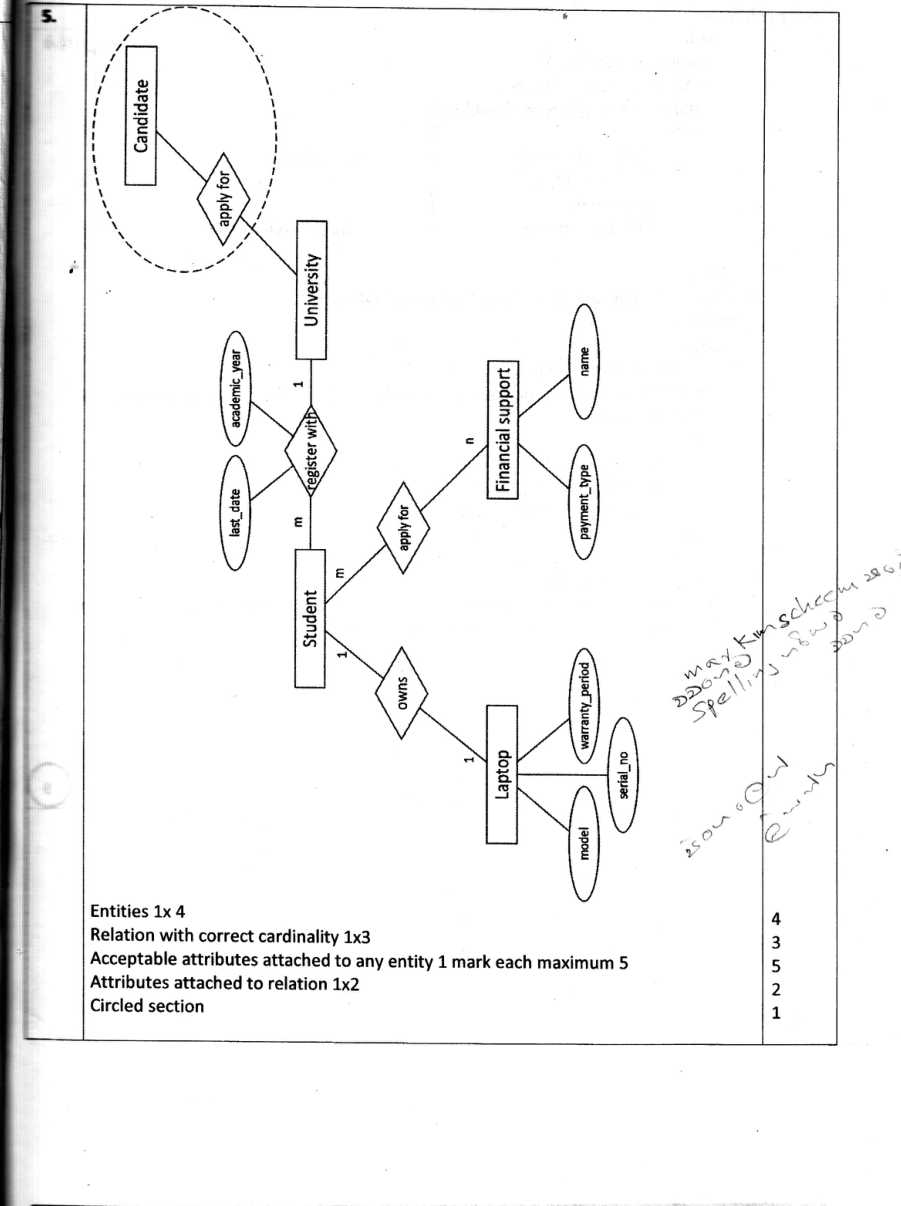 5.
Candidate
apply for
University
academic_year
last_date
1
register with
m
Student
m
apply for
n
Financial support
name
payment_type
1
owns
1
Laptop
warranty_period
serial_no
model
Spelling
Entities 1x 4 4
Relation with correct cardinality 1x3 3
Acceptable attributes attached to any entity 1 mark each maximum 5 5
Attributes attached to relation 1x2 2
Circled section 1